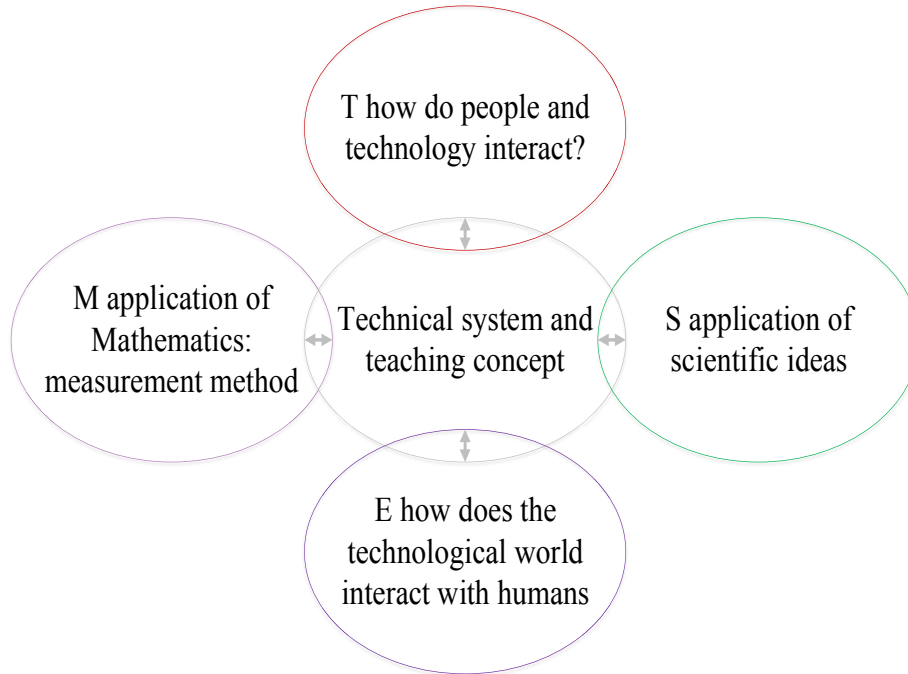 T how do people and
technology interact?
M application of
Mathematics:
measurement method
Technical system and
teaching concept
S application of
scientific ideas
E how does the
technological world
interact with humans